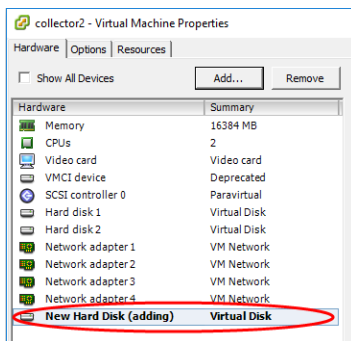 collector2 - Virtual Machine Properties
Hardware Options Resources
Show All Devices Add... Remove
Hardware Summary
Memory 16384 MB
CPUs 2
Video card Video card
VMCI device Deprecated
SCSI controller 0 Paravirtual
Hard disk 1 Virtual Disk
Hard disk 2 Virtual Disk
Network adapter 1 VM Network
Network adapter 2 VM Network
Network adapter 3 VM Network
Network adapter 4 VM Network
New Hard Disk (adding) Virtual Disk